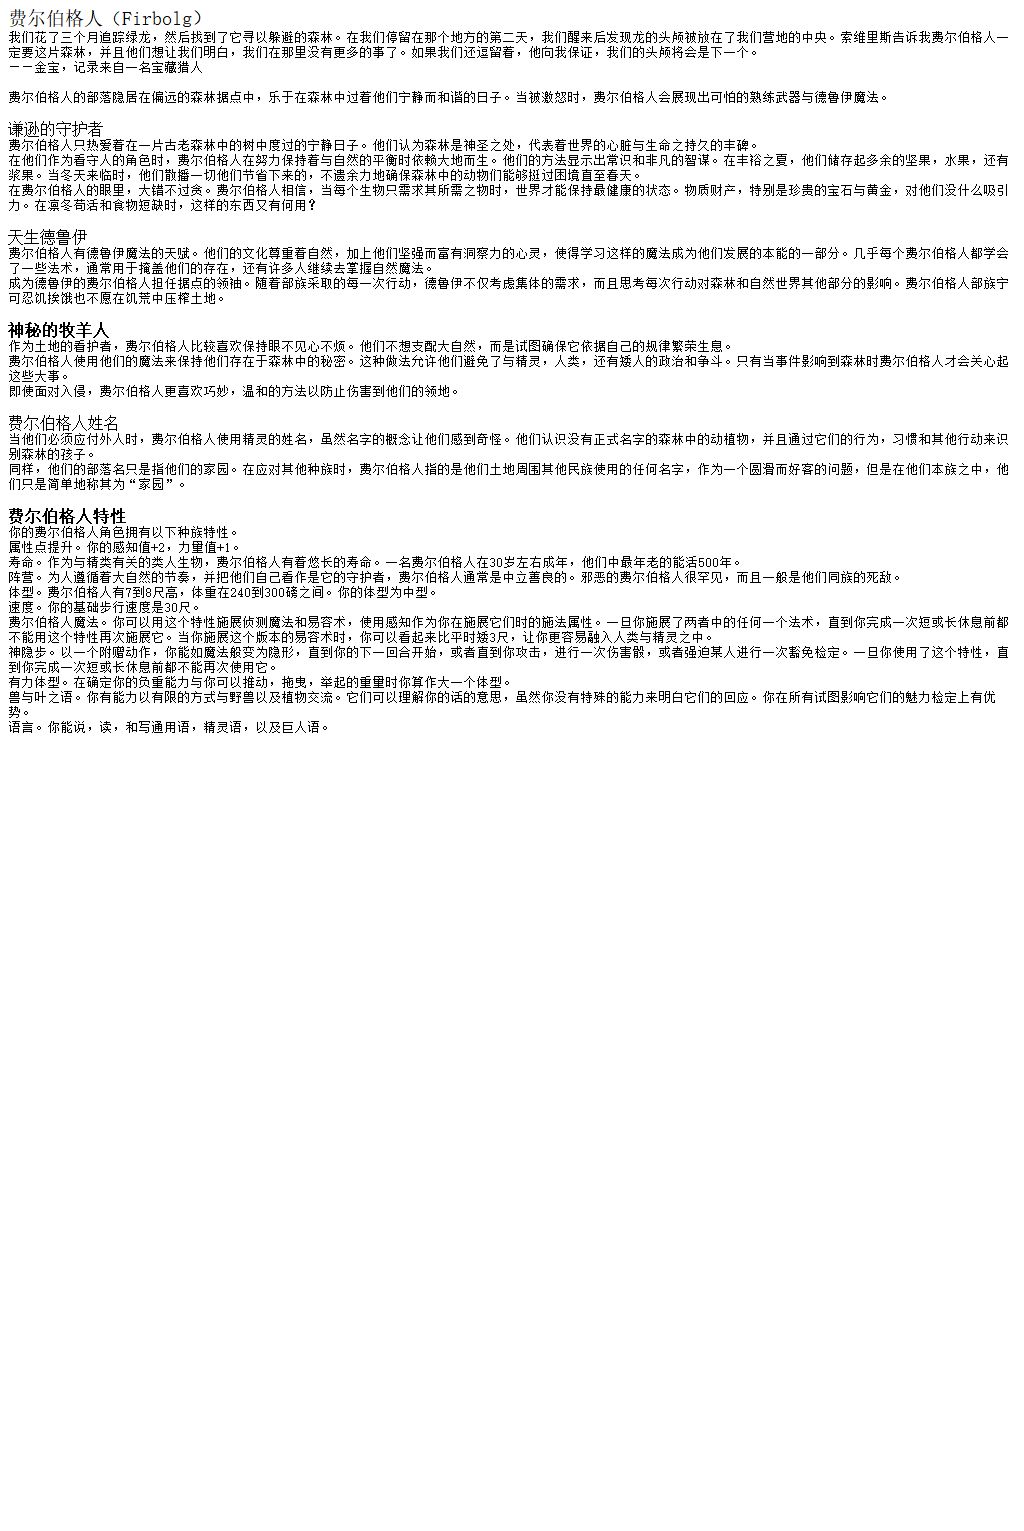 费尔伯格人（Firbolg）
我们花了三个月追踪绿龙，然后找到了它寻以躲避的森林。在我们停留在那个地方的第二天，我们醒来后发现龙的头颅被放在了我们营地的中央。索维里斯告诉我费尔伯格人一
定要这片森林，并且他们想让我们明白，我们在那里没有更多的事了。如果我们还逗留着，他向我保证，我们的头颅将会是下一个。
－－金宝，记录来自一名宝藏猎人
费尔伯格人的部落隐居在偏远的森林据点中，乐于在森林中过着他们宁静而和谐的日子。当被激怒时，费尔伯格人会展现出可怕的熟练武器与德鲁伊魔法。
谦逊的守护者
费尔伯格人只热爱着在一片古老森林中的树中度过的宁静日子。他们认为森林是神圣之处，代表着世界的心脏与生命之持久的丰碑。
在他们作为看守人的角色时，费尔伯格人在努力保持着与自然的平衡时依赖大地而生。他们的方法显示出常识和非凡的智谋。在丰裕之夏，他们储存起多余的坚果，水果，还有
浆果。当冬天来临时，他们散播一切他们节省下来的，不遗余力地确保森林中的动物们能够挺过困境直至春天。
在费尔伯格人的眼里，大错不过贪。费尔伯格人相信，当每个生物只需求其所需之物时，世界才能保持最健康的状态。物质财产，特别是珍贵的宝石与黄金，对他们没什么吸引
力。在凛冬苟活和食物短缺时，这样的东西又有何用？
天生德鲁伊
费尔伯格人有德鲁伊魔法的天赋。他们的文化尊重着自然，加上他们坚强而富有洞察力的心灵，使得学习这样的魔法成为他们发展的本能的一部分。几乎每个费尔伯格人都学会
了一些法术，通常用于掩盖他们的存在，还有许多人继续去掌握自然魔法。
成为德鲁伊的费尔伯格人担任据点的领袖。随着部族采取的每一次行动，德鲁伊不仅考虑集体的需求，而且思考每次行动对森林和自然世界其他部分的影响。费尔伯格人部族宁
可忍饥挨饿也不愿在饥荒中压榨土地。
神秘的牧羊人
作为土地的看护者，费尔伯格人比较喜欢保持眼不见心不烦。他们不想支配大自然，而是试图确保它依据自己的规律繁荣生息。
费尔伯格人使用他们的魔法来保持他们存在于森林中的秘密。这种做法允许他们避免了与精灵，人类，还有矮人的政治和争斗。只有当事件影响到森林时费尔伯格人才会关心起
这些大事。
即使面对入侵，费尔伯格人更喜欢巧妙，温和的方法以防止伤害到他们的领地。
费尔伯格人姓名
当他们必须应付外人时，费尔伯格人使用精灵的姓名，虽然名字的概念让他们感到奇怪。他们认识没有正式名字的森林中的动植物，并且通过它们的行为，习惯和其他行动来识
别森林的孩子。
同样，他们的部落名只是指他们的家园。在应对其他种族时，费尔伯格人指的是他们土地周围其他民族使用的任何名字，作为一个圆滑而好客的问题，但是在他们本族之中，他
们只是简单地称其为“家园”。
费尔伯格人特性
你的费尔伯格人角色拥有以下种族特性。
属性点提升。你的感知值+2，力量值+1。
寿命。作为与精类有关的类人生物，费尔伯格人有着悠长的寿命。一名费尔伯格人在30岁左右成年，他们中最年老的能活500年。
阵营。为人遵循着大自然的节奏，并把他们自己看作是它的守护者，费尔伯格人通常是中立善良的。邪恶的费尔伯格人很罕见，而且一般是他们同族的死敌。
体型。费尔伯格人有7到8尺高，体重在240到300磅之间。你的体型为中型。
速度。你的基础步行速度是30尺。
费尔伯格人魔法。你可以用这个特性施展侦测魔法和易容术，使用感知作为你在施展它们时的施法属性。一旦你施展了两者中的任何一个法术，直到你完成一次短或长休息前都
不能用这个特性再次施展它。当你施展这个版本的易容术时，你可以看起来比平时矮3尺，让你更容易融入人类与精灵之中。
神隐步。以一个附赠动作，你能如魔法般变为隐形，直到你的下一回合开始，或者直到你攻击，进行一次伤害骰，或者强迫某人进行一次豁免检定。一旦你使用了这个特性，直
到你完成一次短或长休息前都不能再次使用它。
有力体型。在确定你的负重能力与你可以推动，拖曳，举起的重量时你算作大一个体型。
兽与叶之语。你有能力以有限的方式与野兽以及植物交流。它们可以理解你的话的意思，虽然你没有特殊的能力来明白它们的回应。你在所有试图影响它们的魅力检定上有优
势。
语言。你能说，读，和写通用语，精灵语，以及巨人语。